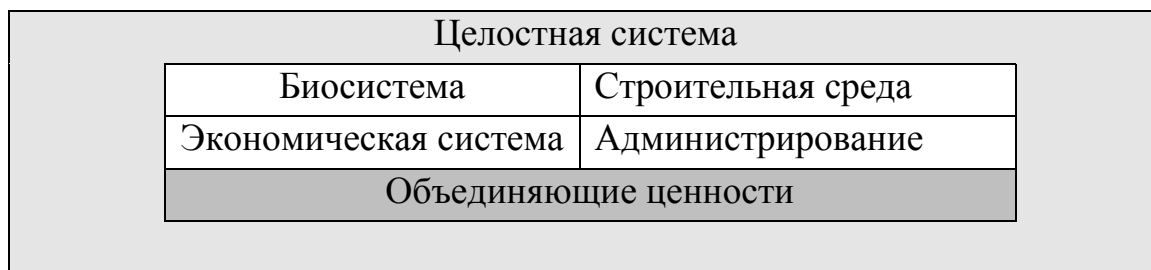 Целостная система
Биосистема Строительная среда
Экономическая система Администрирование
Объединяющие ценности